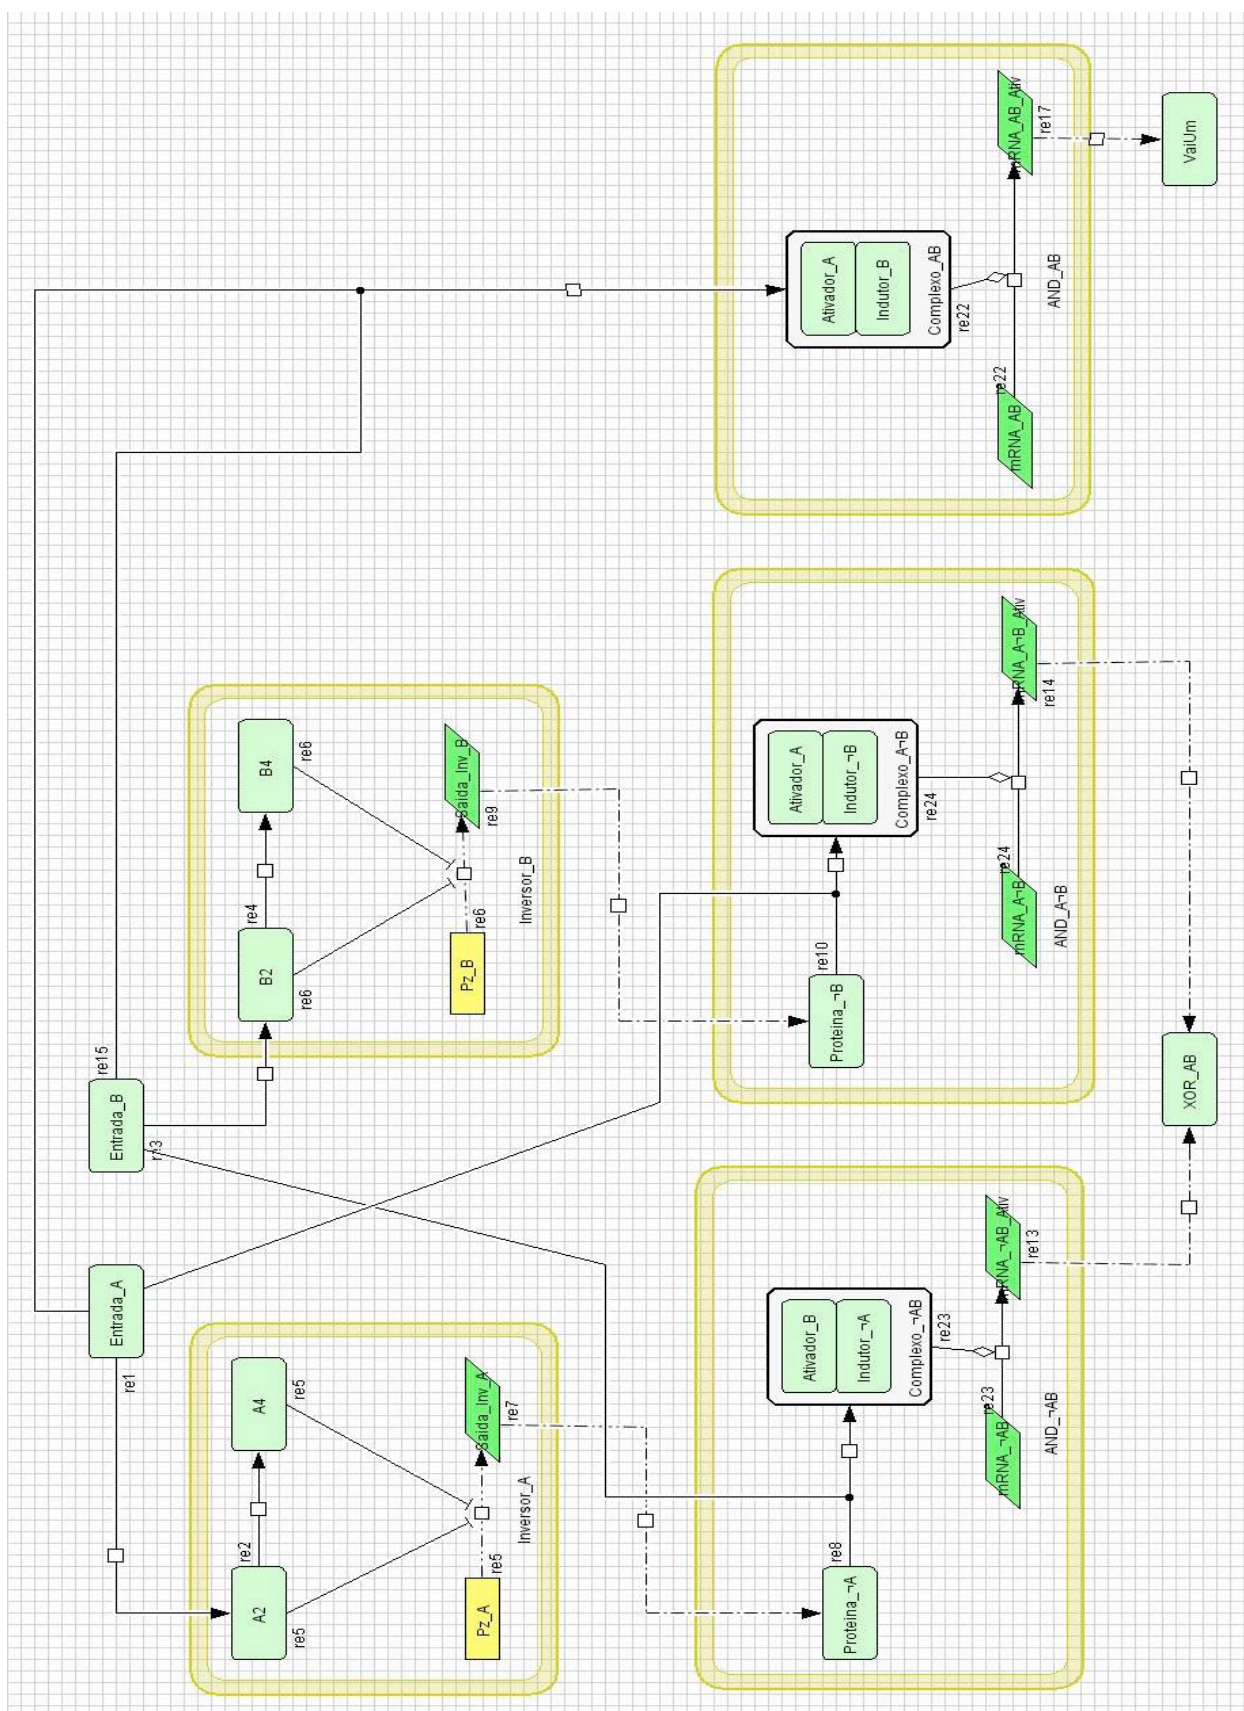 Entrada_A
re1
Entrada_B
re15
re3
A2
re2
A4
re5
re5
Pz_A
re5
Saída_Inv_A
re7
Inversor_A
B2
re4
B4
re6
re6
Pz_B
re6
Saida_Inv_B
re9
Inversor_B
Proteina_¬A
re8
Ativador_B
Indutor_¬A
Complexo_¬AB
re23
mRNA_¬AB
re23
mRNA_¬AB_Ativ
re13
AND_¬AB
Proteina_¬B
re10
Ativador_A
Indutor_¬B
Complexo_A¬B
re24
mRNA_A¬B
re24
mRNA_A¬B_Ativ
re14
AND_A¬B
Ativador_A
Indutor_B
Complexo_AB
re22
mRNA_AB
re22
mRNA_AB_Ativ
re17
AND_AB
XOR_AB
VaiUm